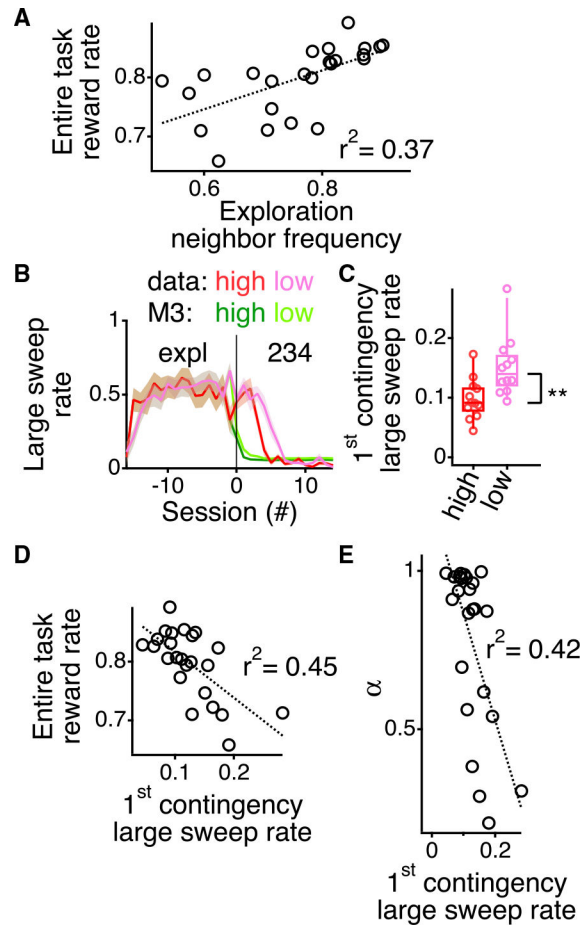 A
Entire task
reward rate
0.8
0.7
r² = 0.37
0.6
0.8
Exploration
neighbor frequency
B
data: high low
M3: high low
Large sweep
rate
1
0.5
0
expl
234
-10
0
10
Session (#)
C
1st contingency
large sweep rate
0.2
0.1
0
**
high
low
D
Entire task
reward rate
0.8
0.7
r² = 0.45
0.1
0.2
1st contingency
large sweep rate
E
α
1
0.5
r² = 0.42
0
0.2
1st contingency
large sweep rate